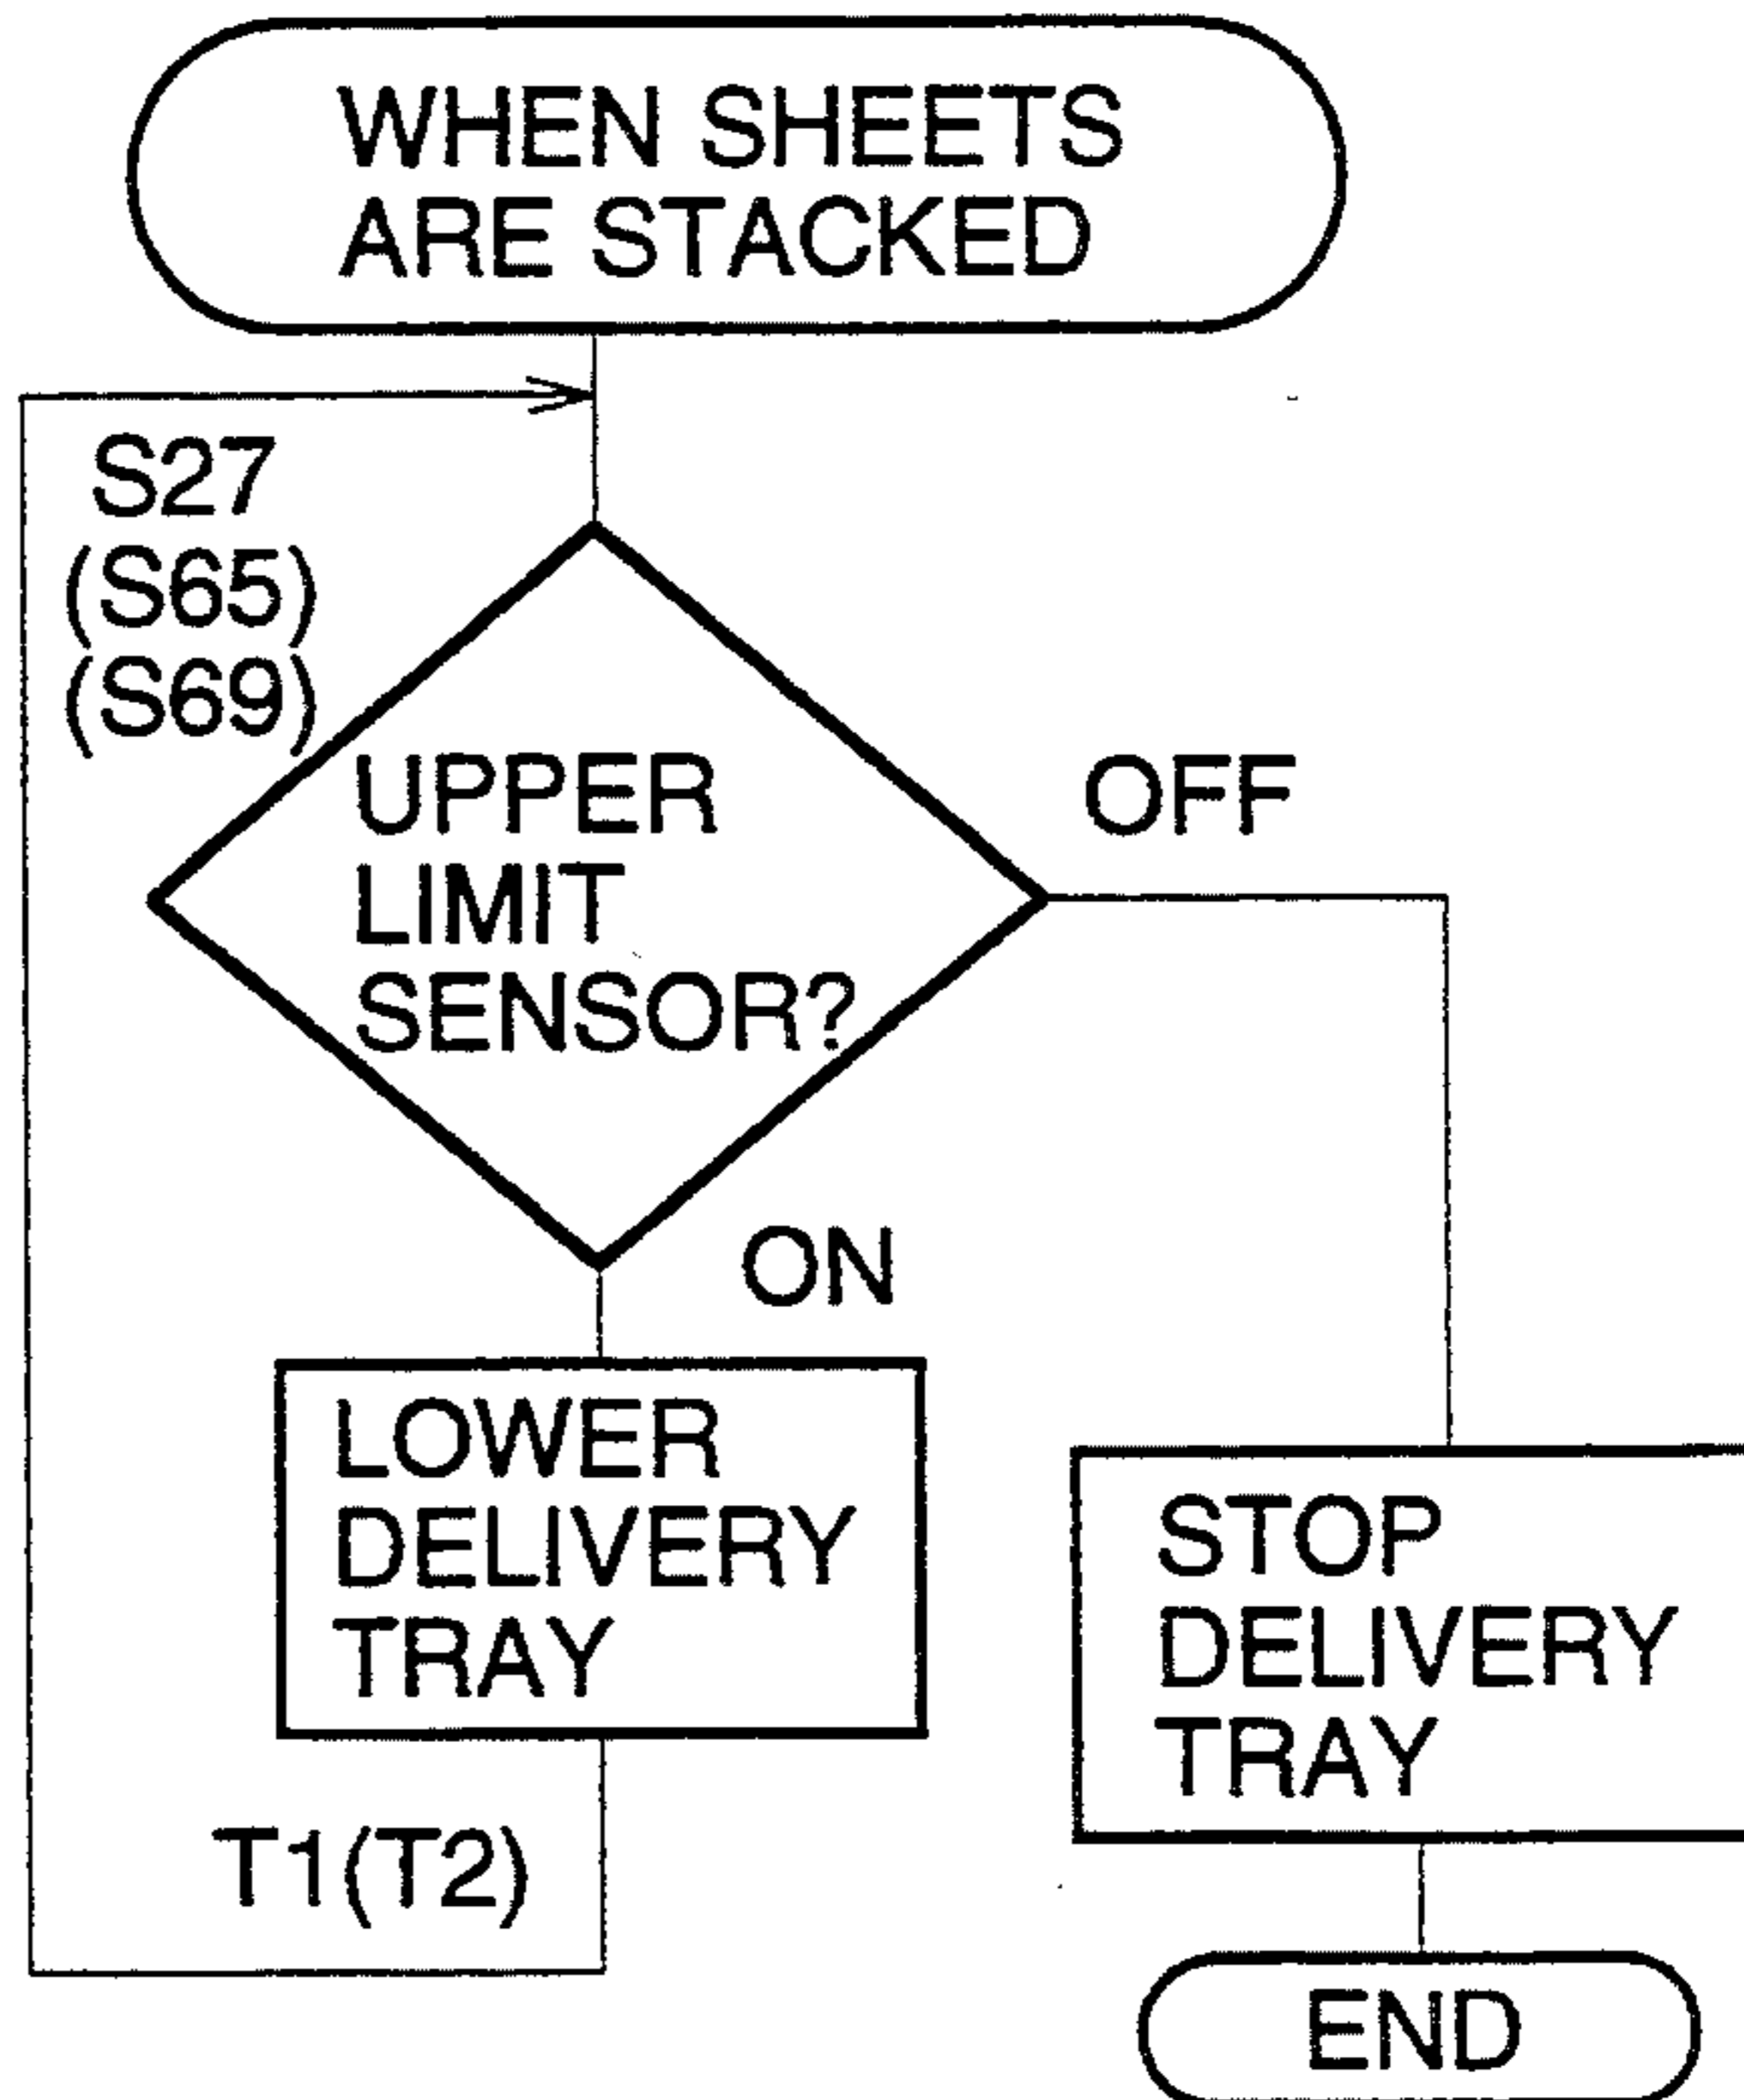 WHEN SHEETS
ARE STACKED
S27
(S65)
(S69)
UPPER
LIMIT
SENSOR?
OFF
ON
LOWER
DELIVERY
TRAY
STOP
DELIVERY
TRAY
T1(T2)
END